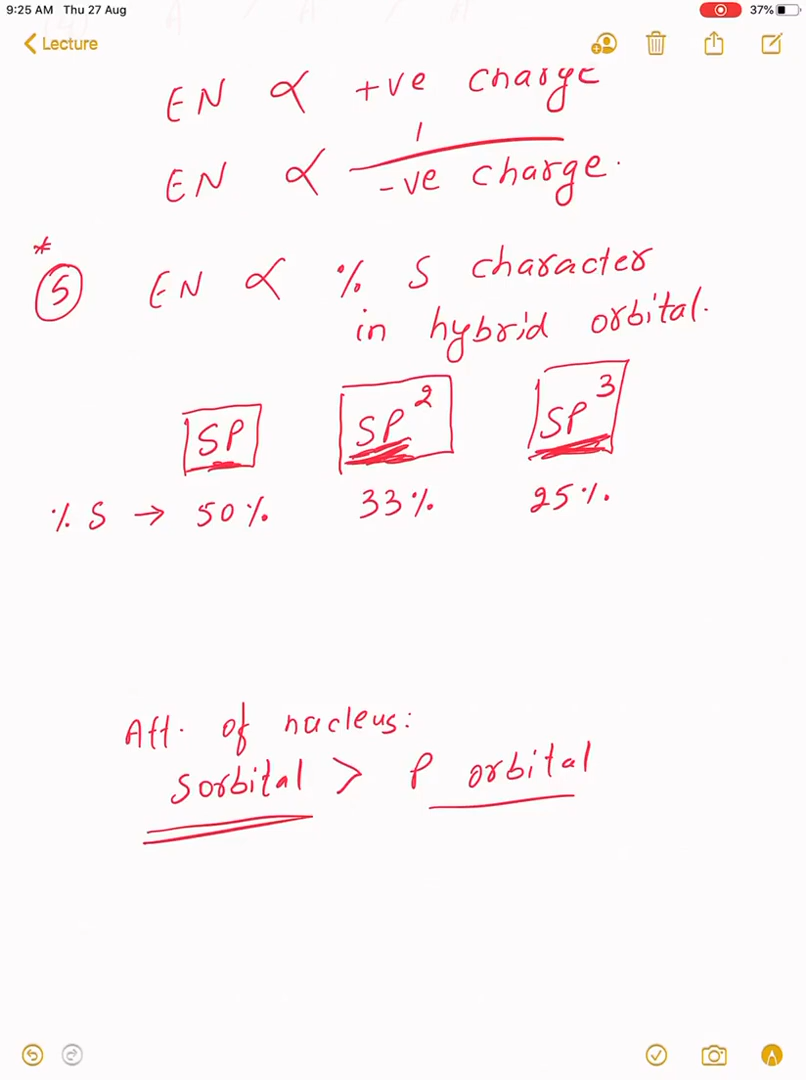 9:25 AM Thu 27 Aug
37%
Lecture
EN ∝ +ve charge
EN ∝ 1
-ve charge.
*
5 EN ∝ % S character
in hybrid orbital.
SP SP² SP³
% S → 50% 33% 25%.
Att. of nucleus:
S orbital > P orbital